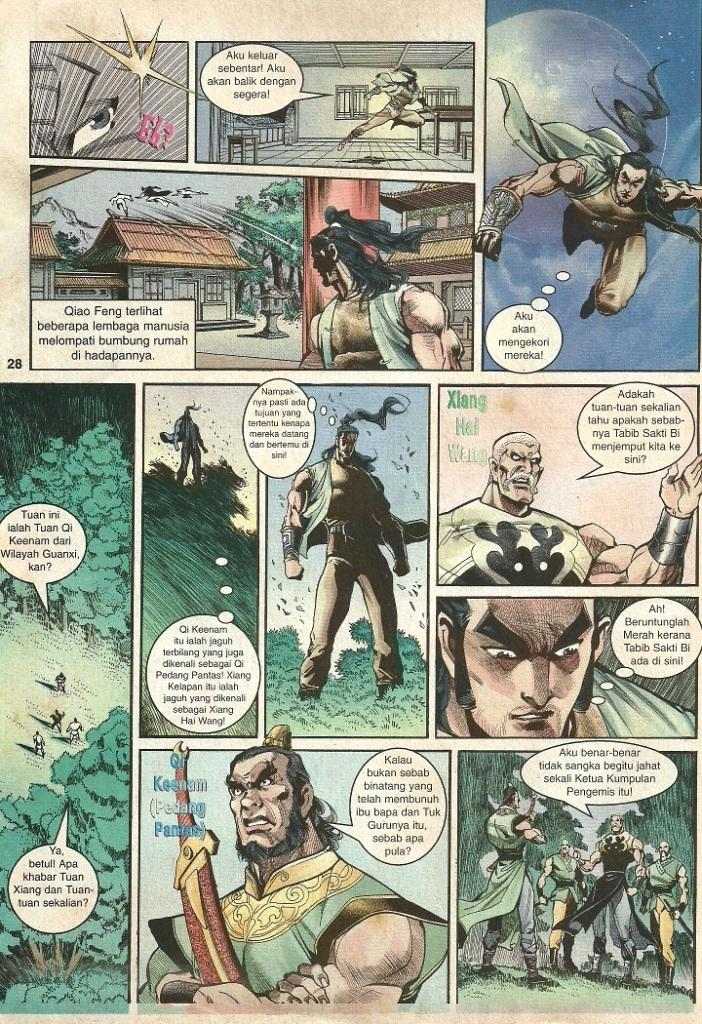 Eh?
Aku keluar
sebentar! Aku
akan balik dengan
segera!
Qiao Feng terlihat
beberapa lembaga manusia
melompati bumbung rumah
di hadapannya.
Aku
akan
mengekori
mereka!
28
Tuan ini
ialah Tuan Qi
Keenam dari
Wilayah Guanxi,
kan?
Ya,
betul! Apa
khabar Tuan
Xiang dan Tuan-
tuan sekalian?
Qi Keenam
itu ialah jaguh
terbilang yang juga
dikenali sebagai Qi
Pedang Pantas! Xiang
Kelapan itu ialah
jaguh yang dikenali
sebagai Xiang
Hai Wang!
Nampak-
nya pasti ada
tujuan yang
tertentu kenapa
mereka datang
dan bertemu di
sini!
Xiang
Hai
Wang
Adakah
tuan-tuan sekalian
tahu apakah sebab-
nya Tabib Sakti Bi
menjemput kita ke
sini?
Ah!
Beruntunglah
Merah kerana
Tabib Sakti Bi
ada di sini!
Qi
Keenam
(Pedang
Pantas)
Kalau
bukan sebab
binatang yang
telah membunuh
ibu bapa dan Tuk
Gurunya itu,
sebab apa
pula?
Aku benar-benar
tidak sangka begitu jahat
sekali Ketua Kumpulan
Pengemis itu!